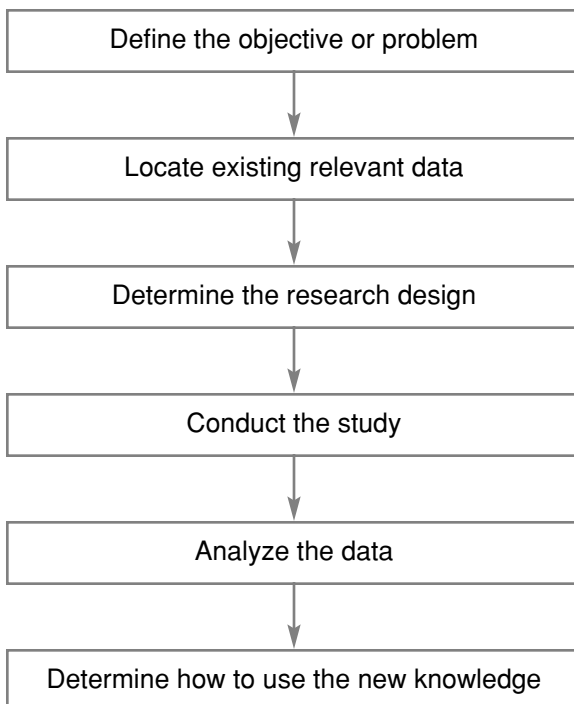 Define the objective or problem
Locate existing relevant data
Determine the research design
Conduct the study
Analyze the data
Determine how to use the new knowledge